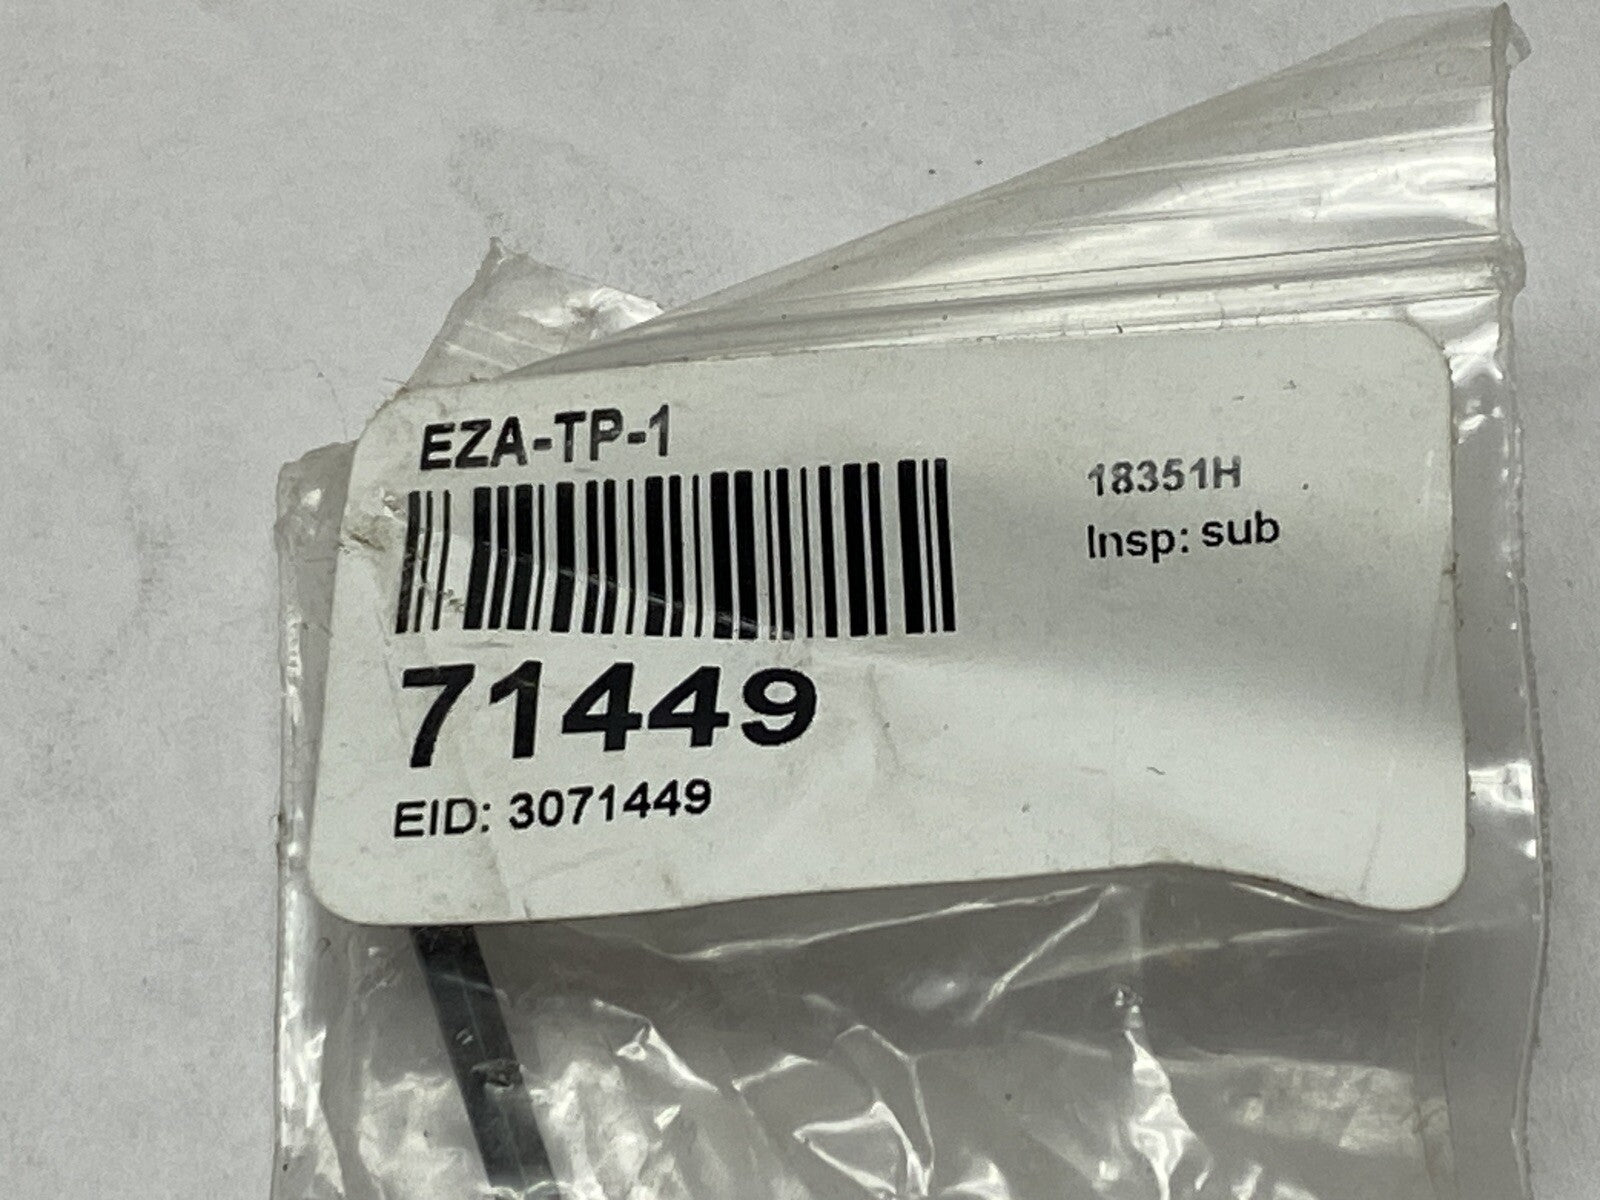 EZA-TP-1
18351H
Insp: sub
71449
EID: 3071449